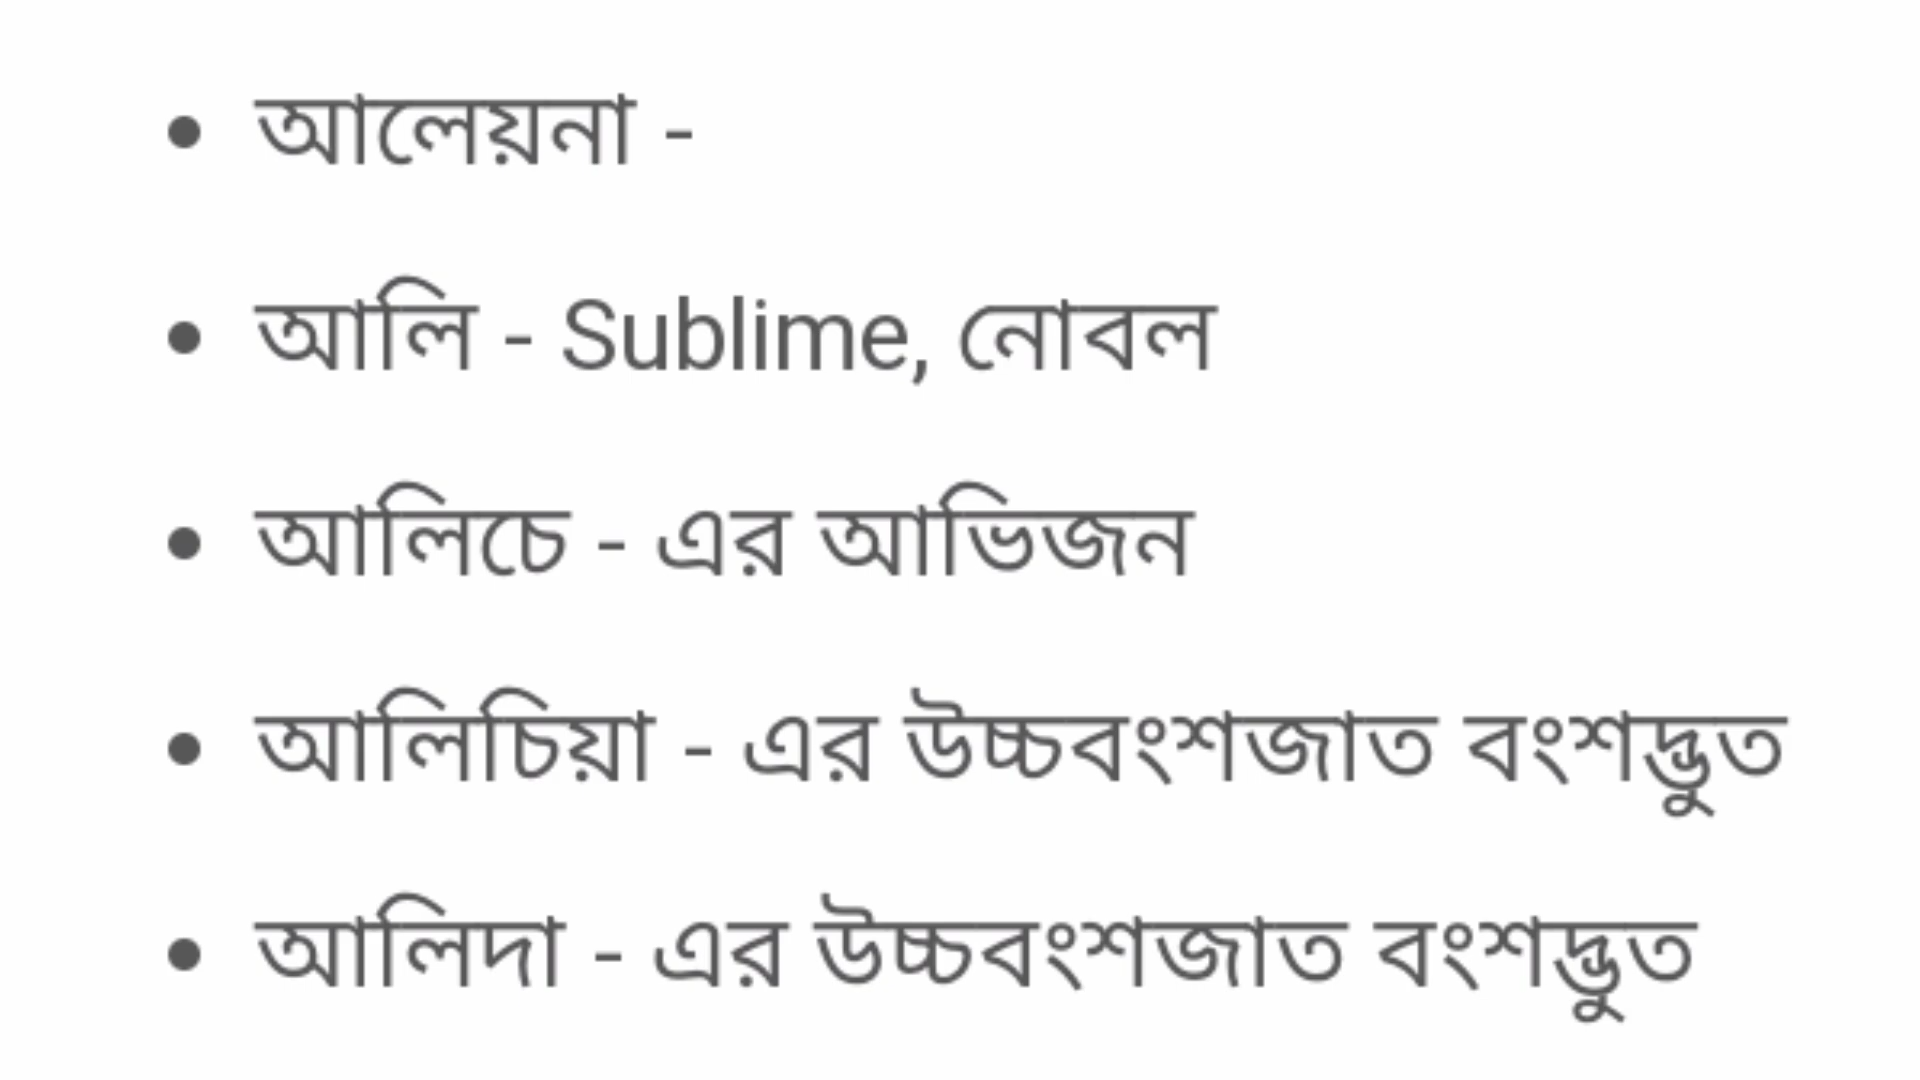 • আলেয়না -
• আলি - Sublime, নোবল
• আলিচে - এর আভিজন
• আলিচিয়া - এর উচ্চবংশজাত বংশদ্ভুত
• আলিদা - এর উচ্চবংশজাত বংশদ্ভুত